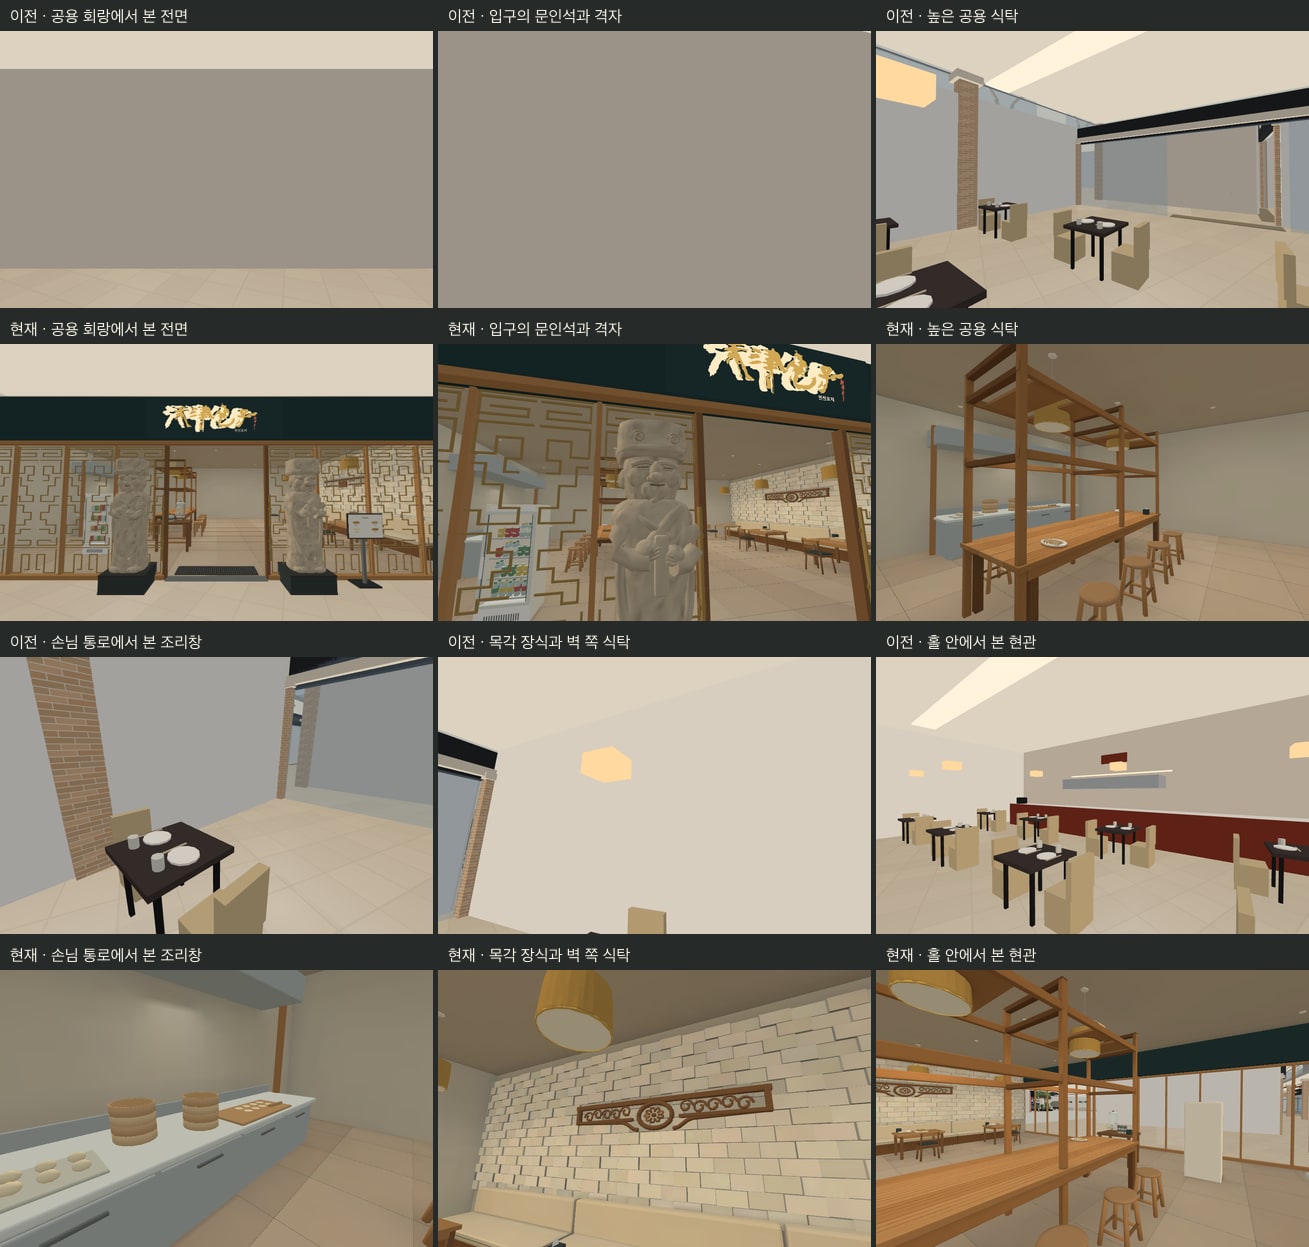 이전 · 공용 회랑에서 본 전면
이전 · 입구의 문인석과 격자
이전 · 높은 공용 식탁
현재 · 공용 회랑에서 본 전면
현재 · 입구의 문인석과 격자
현재 · 높은 공용 식탁
이전 · 손님 통로에서 본 조리창
이전 · 목각 장식과 벽 쪽 식탁
이전 · 홀 안에서 본 현관
현재 · 손님 통로에서 본 조리창
현재 · 목각 장식과 벽 쪽 식탁
현재 · 홀 안에서 본 현관